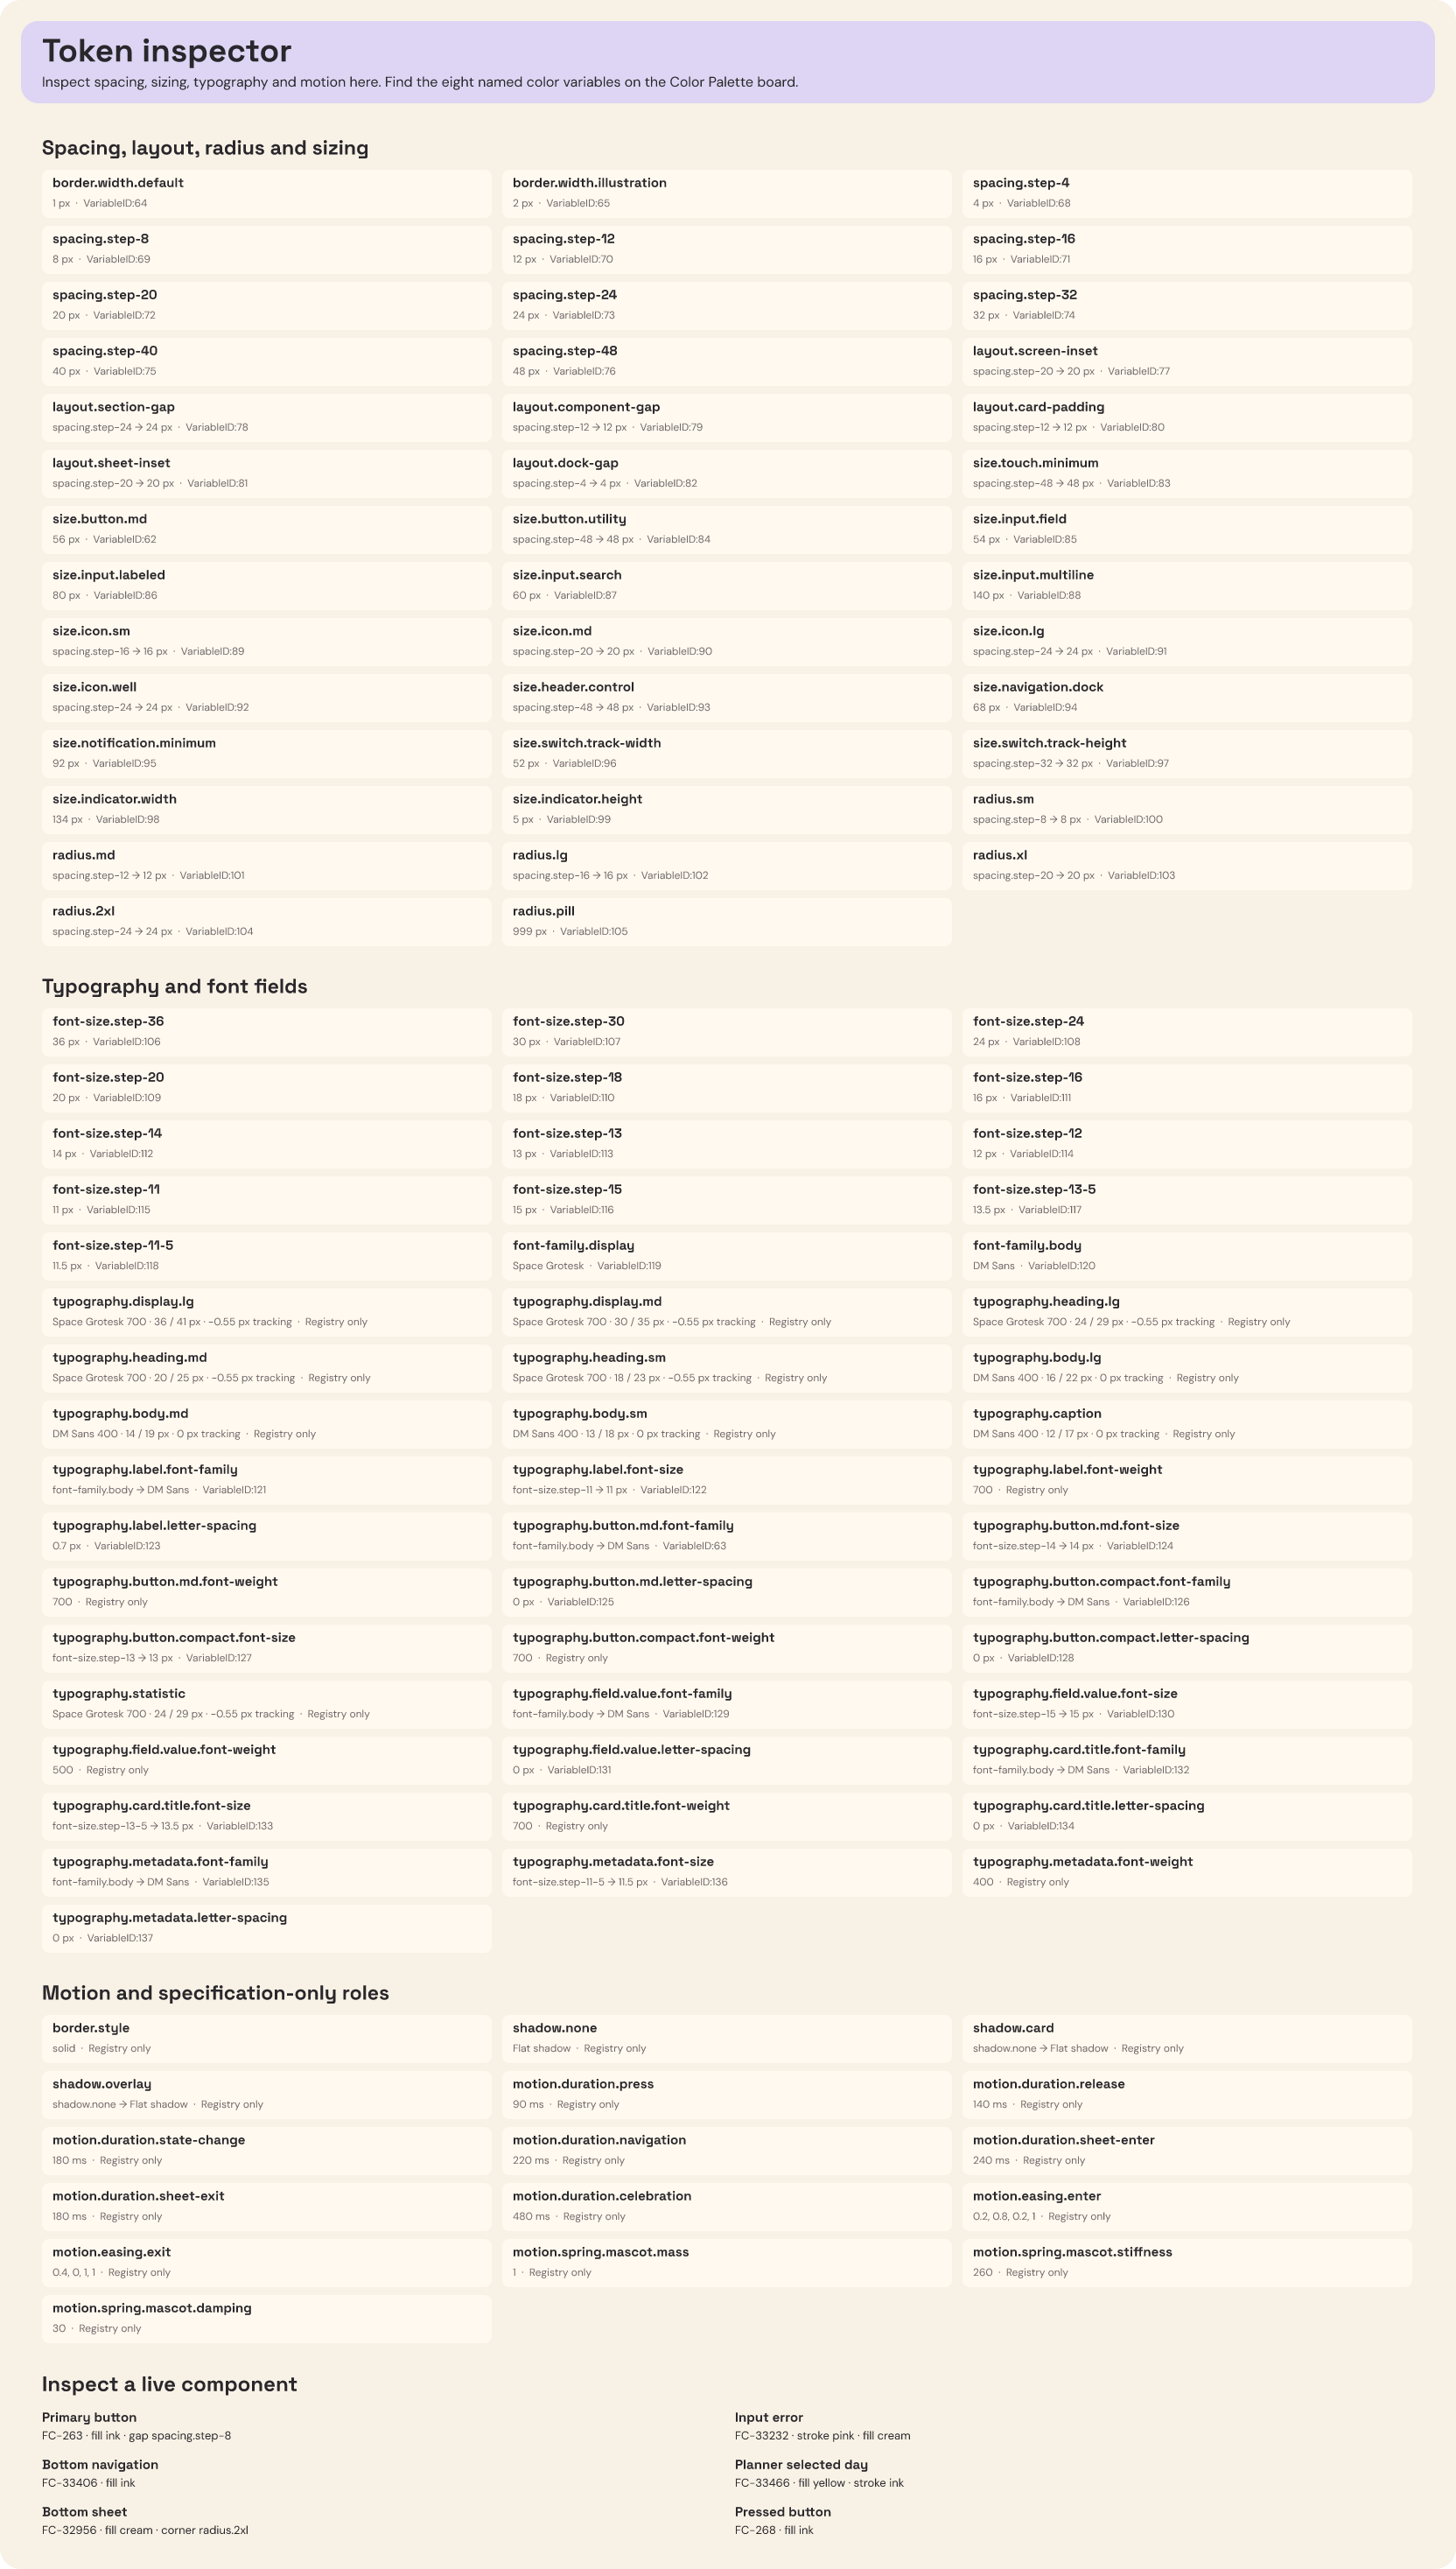 Token inspector
Inspect spacing, sizing, typography and motion here. Find the eight named color variables on the Color Palette board.
Spacing, layout, radius and sizing
border.width.default
1 px · VariableID:64
border.width.illustration
2 px · VariableID:65
spacing.step-4
4 px · VariableID:68
spacing.step-8
8 px · VariableID:69
spacing.step-12
12 px · VariableID:70
spacing.step-16
16 px · VariableID:71
spacing.step-20
20 px · VariableID:72
spacing.step-24
24 px · VariableID:73
spacing.step-32
32 px · VariableID:74
spacing.step-40
40 px · VariableID:75
spacing.step-48
48 px · VariableID:76
layout.screen-inset
spacing.step-20 → 20 px · VariableID:77
layout.section-gap
spacing.step-24 → 24 px · VariableID:78
layout.component-gap
spacing.step-12 → 12 px · VariableID:79
layout.card-padding
spacing.step-12 → 12 px · VariableID:80
layout.sheet-inset
spacing.step-20 → 20 px · VariableID:81
layout.dock-gap
spacing.step-4 → 4 px · VariableID:82
size.touch.minimum
spacing.step-48 → 48 px · VariableID:83
size.button.md
56 px · VariableID:62
size.button.utility
spacing.step-48 → 48 px · VariableID:84
size.input.field
54 px · VariableID:85
size.input.labeled
80 px · VariableID:86
size.input.search
60 px · VariableID:87
size.input.multiline
140 px · VariableID:88
size.icon.sm
spacing.step-16 → 16 px · VariableID:89
size.icon.md
spacing.step-20 → 20 px · VariableID:90
size.icon.lg
spacing.step-24 → 24 px · VariableID:91
size.icon.well
spacing.step-24 → 24 px · VariableID:92
size.header.control
spacing.step-48 → 48 px · VariableID:93
size.navigation.dock
68 px · VariableID:94
size.notification.minimum
92 px · VariableID:95
size.switch.track-width
52 px · VariableID:96
size.switch.track-height
spacing.step-32 → 32 px · VariableID:97
size.indicator.width
134 px · VariableID:98
size.indicator.height
5 px · VariableID:99
radius.sm
spacing.step-8 → 8 px · VariableID:100
radius.md
spacing.step-12 → 12 px · VariableID:101
radius.lg
spacing.step-16 → 16 px · VariableID:102
radius.xl
spacing.step-20 → 20 px · VariableID:103
radius.2xl
spacing.step-24 → 24 px · VariableID:104
radius.pill
999 px · VariableID:105
Typography and font fields
font-size.step-36
36 px · VariableID:106
font-size.step-30
30 px · VariableID:107
font-size.step-24
24 px · VariableID:108
font-size.step-20
20 px · VariableID:109
font-size.step-18
18 px · VariableID:110
font-size.step-16
16 px · VariableID:111
font-size.step-14
14 px · VariableID:112
font-size.step-13
13 px · VariableID:113
font-size.step-12
12 px · VariableID:114
font-size.step-11
11 px · VariableID:115
font-size.step-15
15 px · VariableID:116
font-size.step-13-5
13.5 px · VariableID:117
font-size.step-11-5
11.5 px · VariableID:118
font-family.display
Space Grotesk · VariableID:119
font-family.body
DM Sans · VariableID:120
typography.display.lg
Space Grotesk 700 · 36 / 41 px · -0.55 px tracking · Registry only
typography.display.md
Space Grotesk 700 · 30 / 35 px · -0.55 px tracking · Registry only
typography.heading.lg
Space Grotesk 700 · 24 / 29 px · -0.55 px tracking · Registry only
typography.heading.md
Space Grotesk 700 · 20 / 25 px · -0.55 px tracking · Registry only
typography.heading.sm
Space Grotesk 700 · 18 / 23 px · -0.55 px tracking · Registry only
typography.body.lg
DM Sans 400 · 16 / 22 px · 0 px tracking · Registry only
typography.body.md
DM Sans 400 · 14 / 19 px · 0 px tracking · Registry only
typography.body.sm
DM Sans 400 · 13 / 18 px · 0 px tracking · Registry only
typography.caption
DM Sans 400 · 12 / 17 px · 0 px tracking · Registry only
typography.label.font-family
font-family.body → DM Sans · VariableID:121
typography.label.font-size
font-size.step-11 → 11 px · VariableID:122
typography.label.font-weight
700 · Registry only
typography.label.letter-spacing
0.7 px · VariableID:123
typography.button.md.font-family
font-family.body → DM Sans · VariableID:63
typography.button.md.font-size
font-size.step-14 → 14 px · VariableID:124
typography.button.md.font-weight
700 · Registry only
typography.button.md.letter-spacing
0 px · VariableID:125
typography.button.compact.font-family
font-family.body → DM Sans · VariableID:126
typography.button.compact.font-size
font-size.step-13 → 13 px · VariableID:127
typography.button.compact.font-weight
700 · Registry only
typography.button.compact.letter-spacing
0 px · VariableID:128
typography.statistic
Space Grotesk 700 · 24 / 29 px · -0.55 px tracking · Registry only
typography.field.value.font-family
font-family.body → DM Sans · VariableID:129
typography.field.value.font-size
font-size.step-15 → 15 px · VariableID:130
typography.field.value.font-weight
500 · Registry only
typography.field.value.letter-spacing
0 px · VariableID:131
typography.card.title.font-family
font-family.body → DM Sans · VariableID:132
typography.card.title.font-size
font-size.step-13-5 → 13.5 px · VariableID:133
typography.card.title.font-weight
700 · Registry only
typography.card.title.letter-spacing
0 px · VariableID:134
typography.metadata.font-family
font-family.body → DM Sans · VariableID:135
typography.metadata.font-size
font-size.step-11-5 → 11.5 px · VariableID:136
typography.metadata.font-weight
400 · Registry only
typography.metadata.letter-spacing
0 px · VariableID:137
Motion and specification-only roles
border.style
solid · Registry only
shadow.none
Flat shadow · Registry only
shadow.card
shadow.none → Flat shadow · Registry only
shadow.overlay
shadow.none → Flat shadow · Registry only
motion.duration.press
90 ms · Registry only
motion.duration.release
140 ms · Registry only
motion.duration.state-change
180 ms · Registry only
motion.duration.navigation
220 ms · Registry only
motion.duration.sheet-enter
240 ms · Registry only
motion.duration.sheet-exit
180 ms · Registry only
motion.duration.celebration
480 ms · Registry only
motion.easing.enter
0.2, 0.8, 0.2, 1 · Registry only
motion.easing.exit
0.4, 0, 1, 1 · Registry only
motion.spring.mascot.mass
1 · Registry only
motion.spring.mascot.stiffness
260 · Registry only
motion.spring.mascot.damping
30 · Registry only
Inspect a live component
Primary button
FC-263 · fill ink · gap spacing.step-8
Input error
FC-33232 · stroke pink · fill cream
Bottom navigation
FC-33406 · fill ink
Planner selected day
FC-33466 · fill yellow · stroke ink
Bottom sheet
FC-32956 · fill cream · corner radius.2xl
Pressed button
FC-268 · fill ink